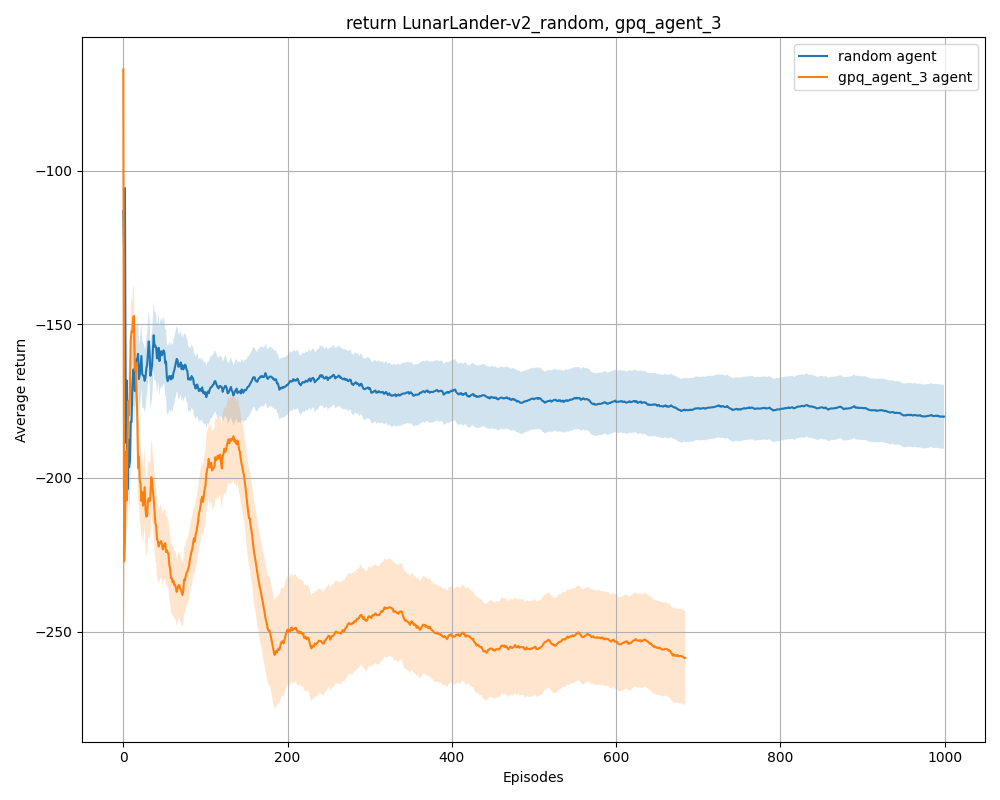 return LunarLander-v2_random, gpq_agent_3
random agent
gpq_agent_3 agent
Average return
−100
−150
−200
−250
0
200
400
600
800
1000
Episodes